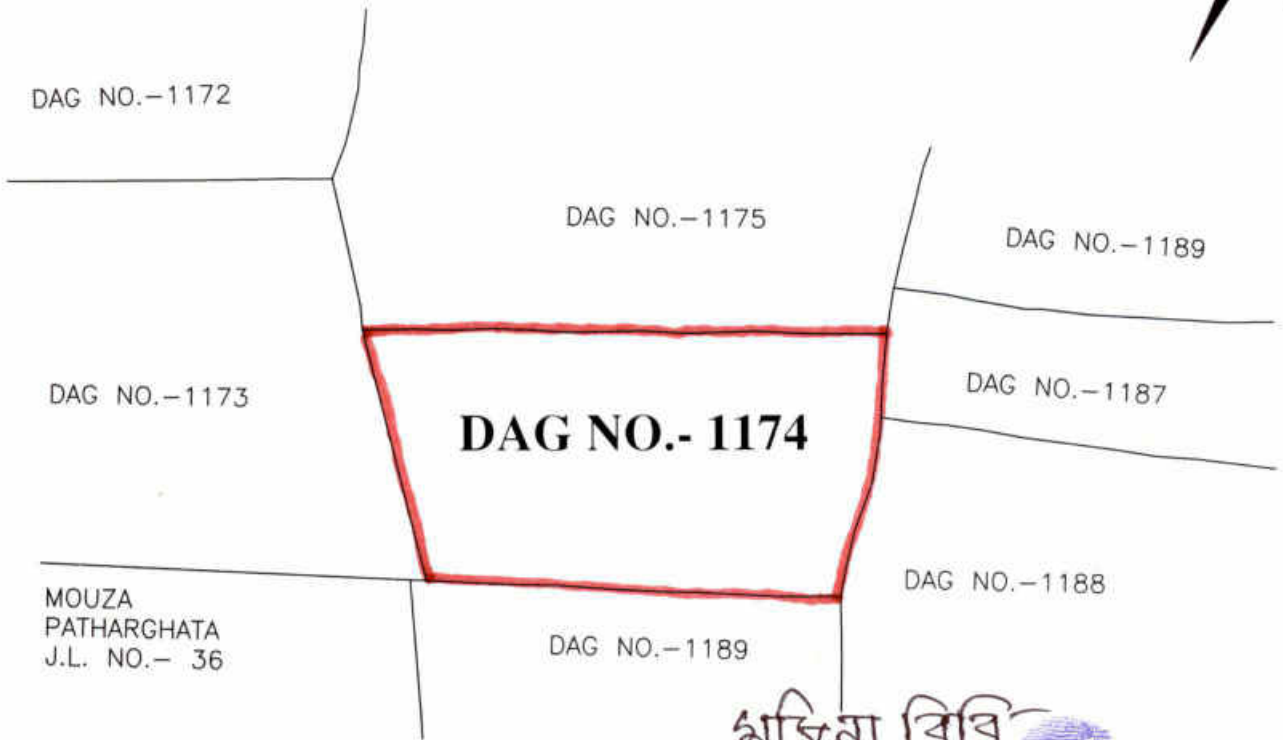 DAG NO.-1172
DAG NO.-1175
DAG NO.-1189
DAG NO.-1173
DAG NO.- 1174
DAG NO.-1187
DAG NO.-1188
MOUZA
PATHARGHATA
J.L. NO.- 36
DAG NO.-1189
বিবি